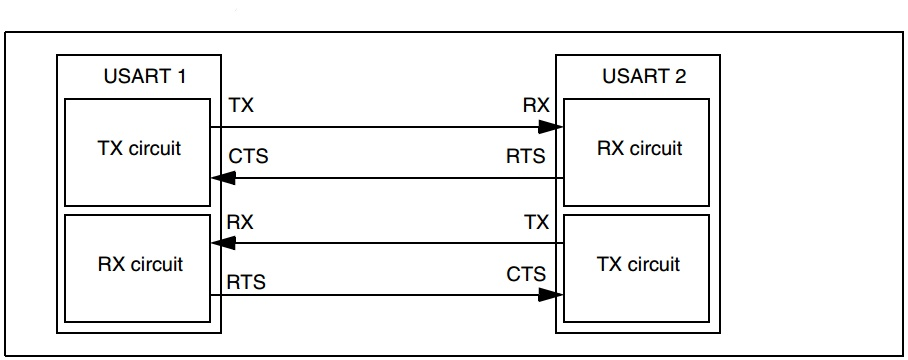 USART 1
USART 2
TX
RX
TX circuit
RX circuit
CTS
RTS
RX
TX
RX circuit
TX circuit
RTS
CTS